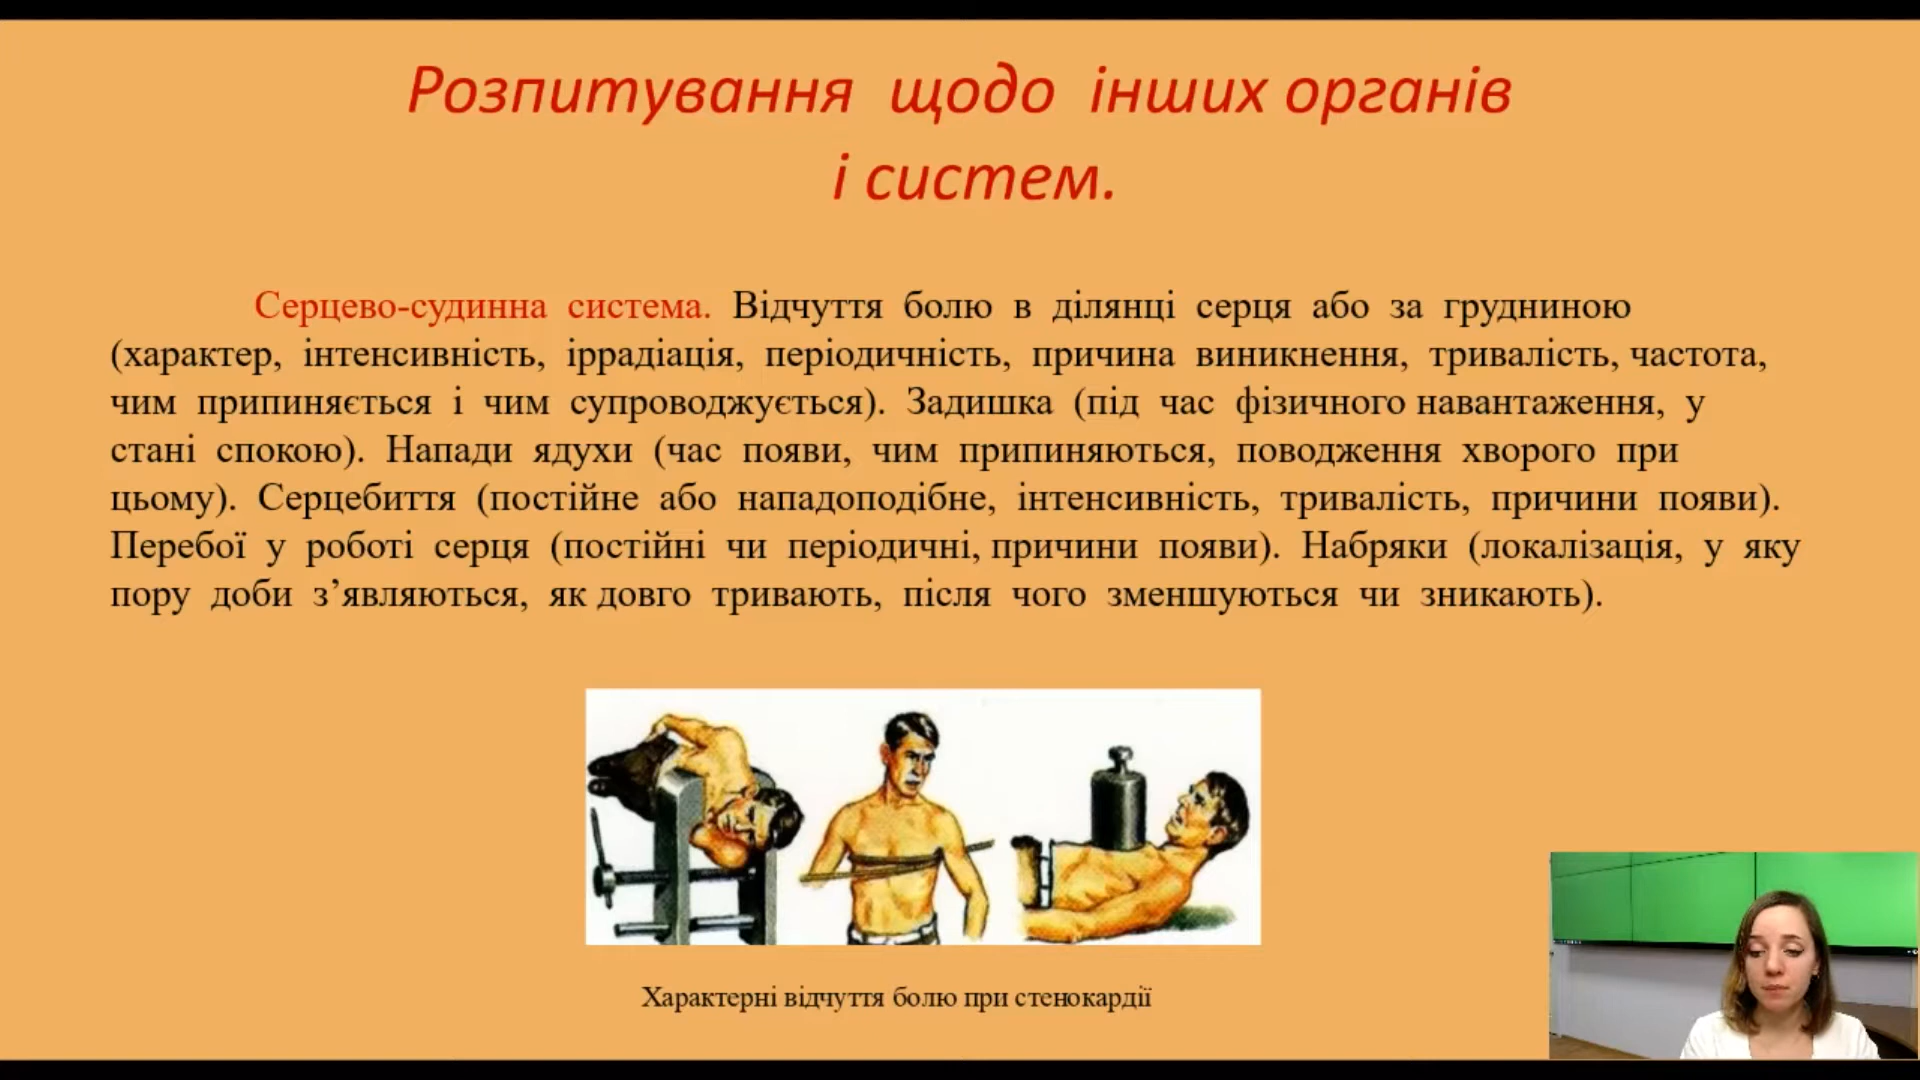 Розпитування щодо інших органів
і систем.
Серцево-судинна система. Відчуття болю в ділянці серця або за грудниною
(характер, інтенсивність, іррадіація, періодичність, причина виникнення, тривалість, частота,
чим припиняється і чим супроводжується). Задишка (під час фізичного навантаження, у
стані спокою). Напади ядухи (час появи, чим припиняються, поводження хворого при
цьому). Серцебиття (постійне або нападоподібне, інтенсивність, тривалість, причини появи).
Перебої у роботі серця (постійні чи періодичні, причини появи). Набряки (локалізація, у яку
пору доби з’являються, як довго тривають, після чого зменшуються чи зникають).
Характерні відчуття болю при стенокардії